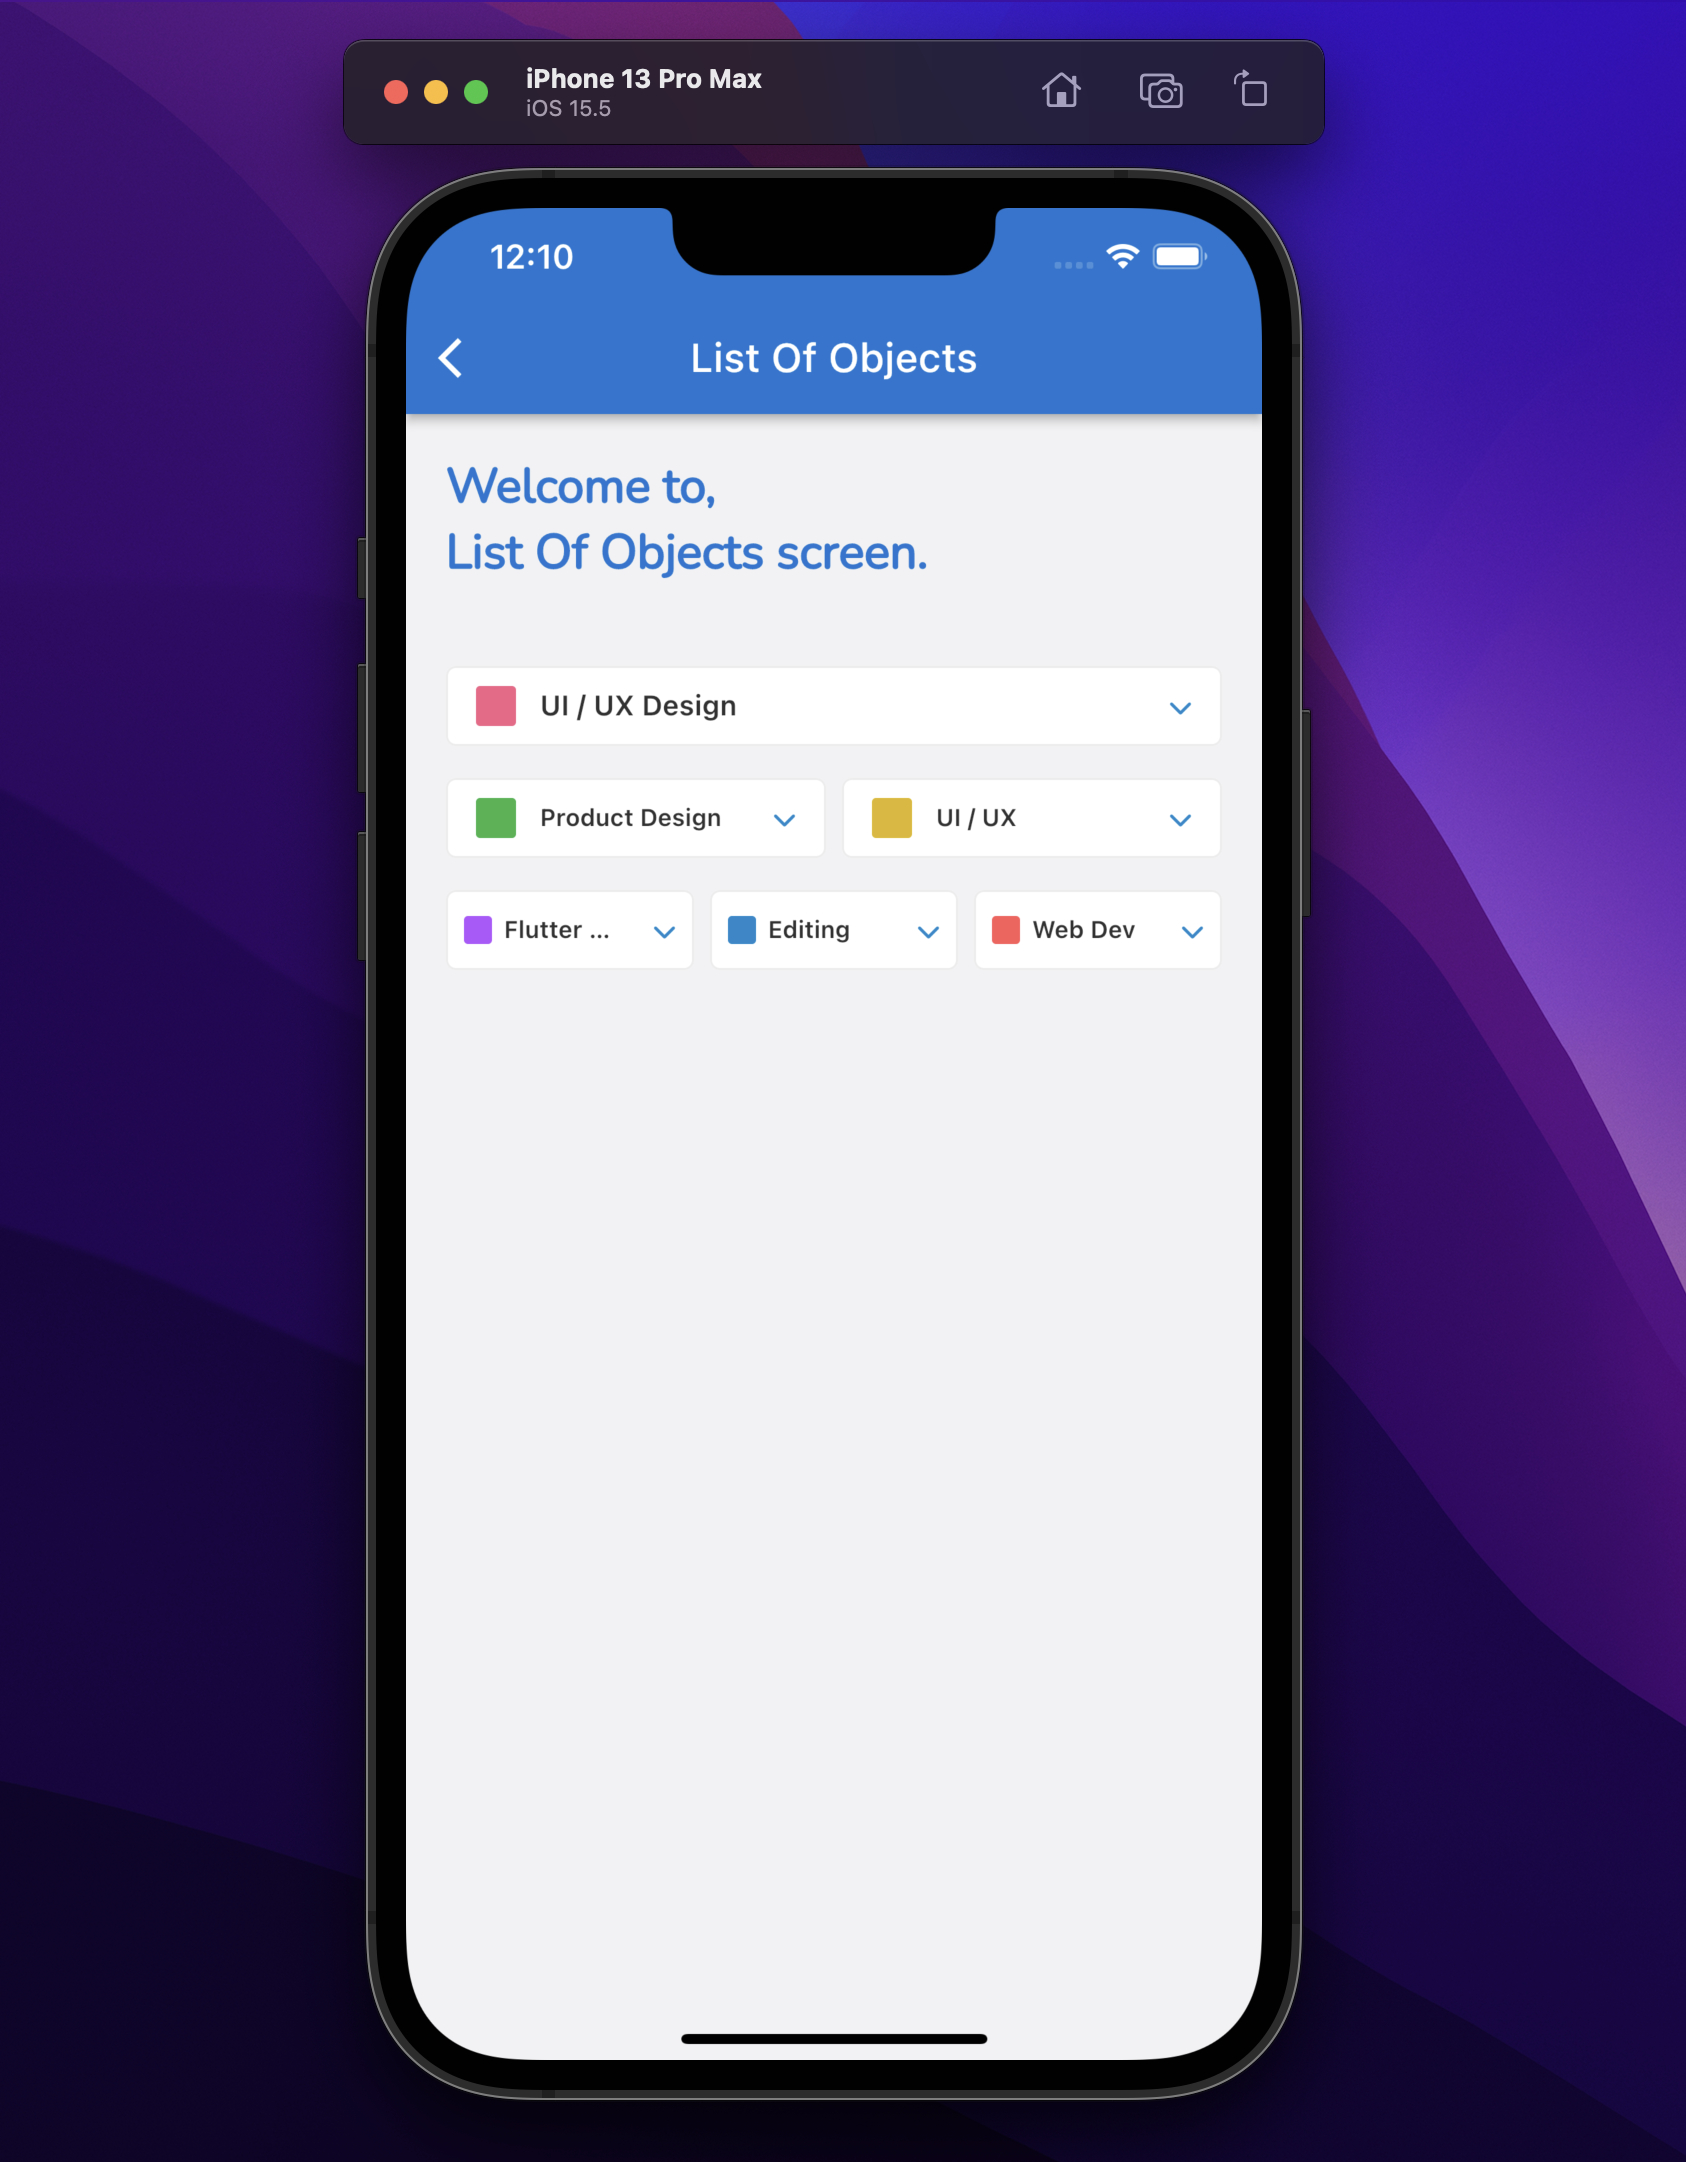 iPhone 13 Pro Max
iOS 15.5
12:10
List Of Objects
Welcome to,
List Of Objects screen.
UI / UX Design
Product Design
UI / UX
Flutter ...
Editing
Web Dev